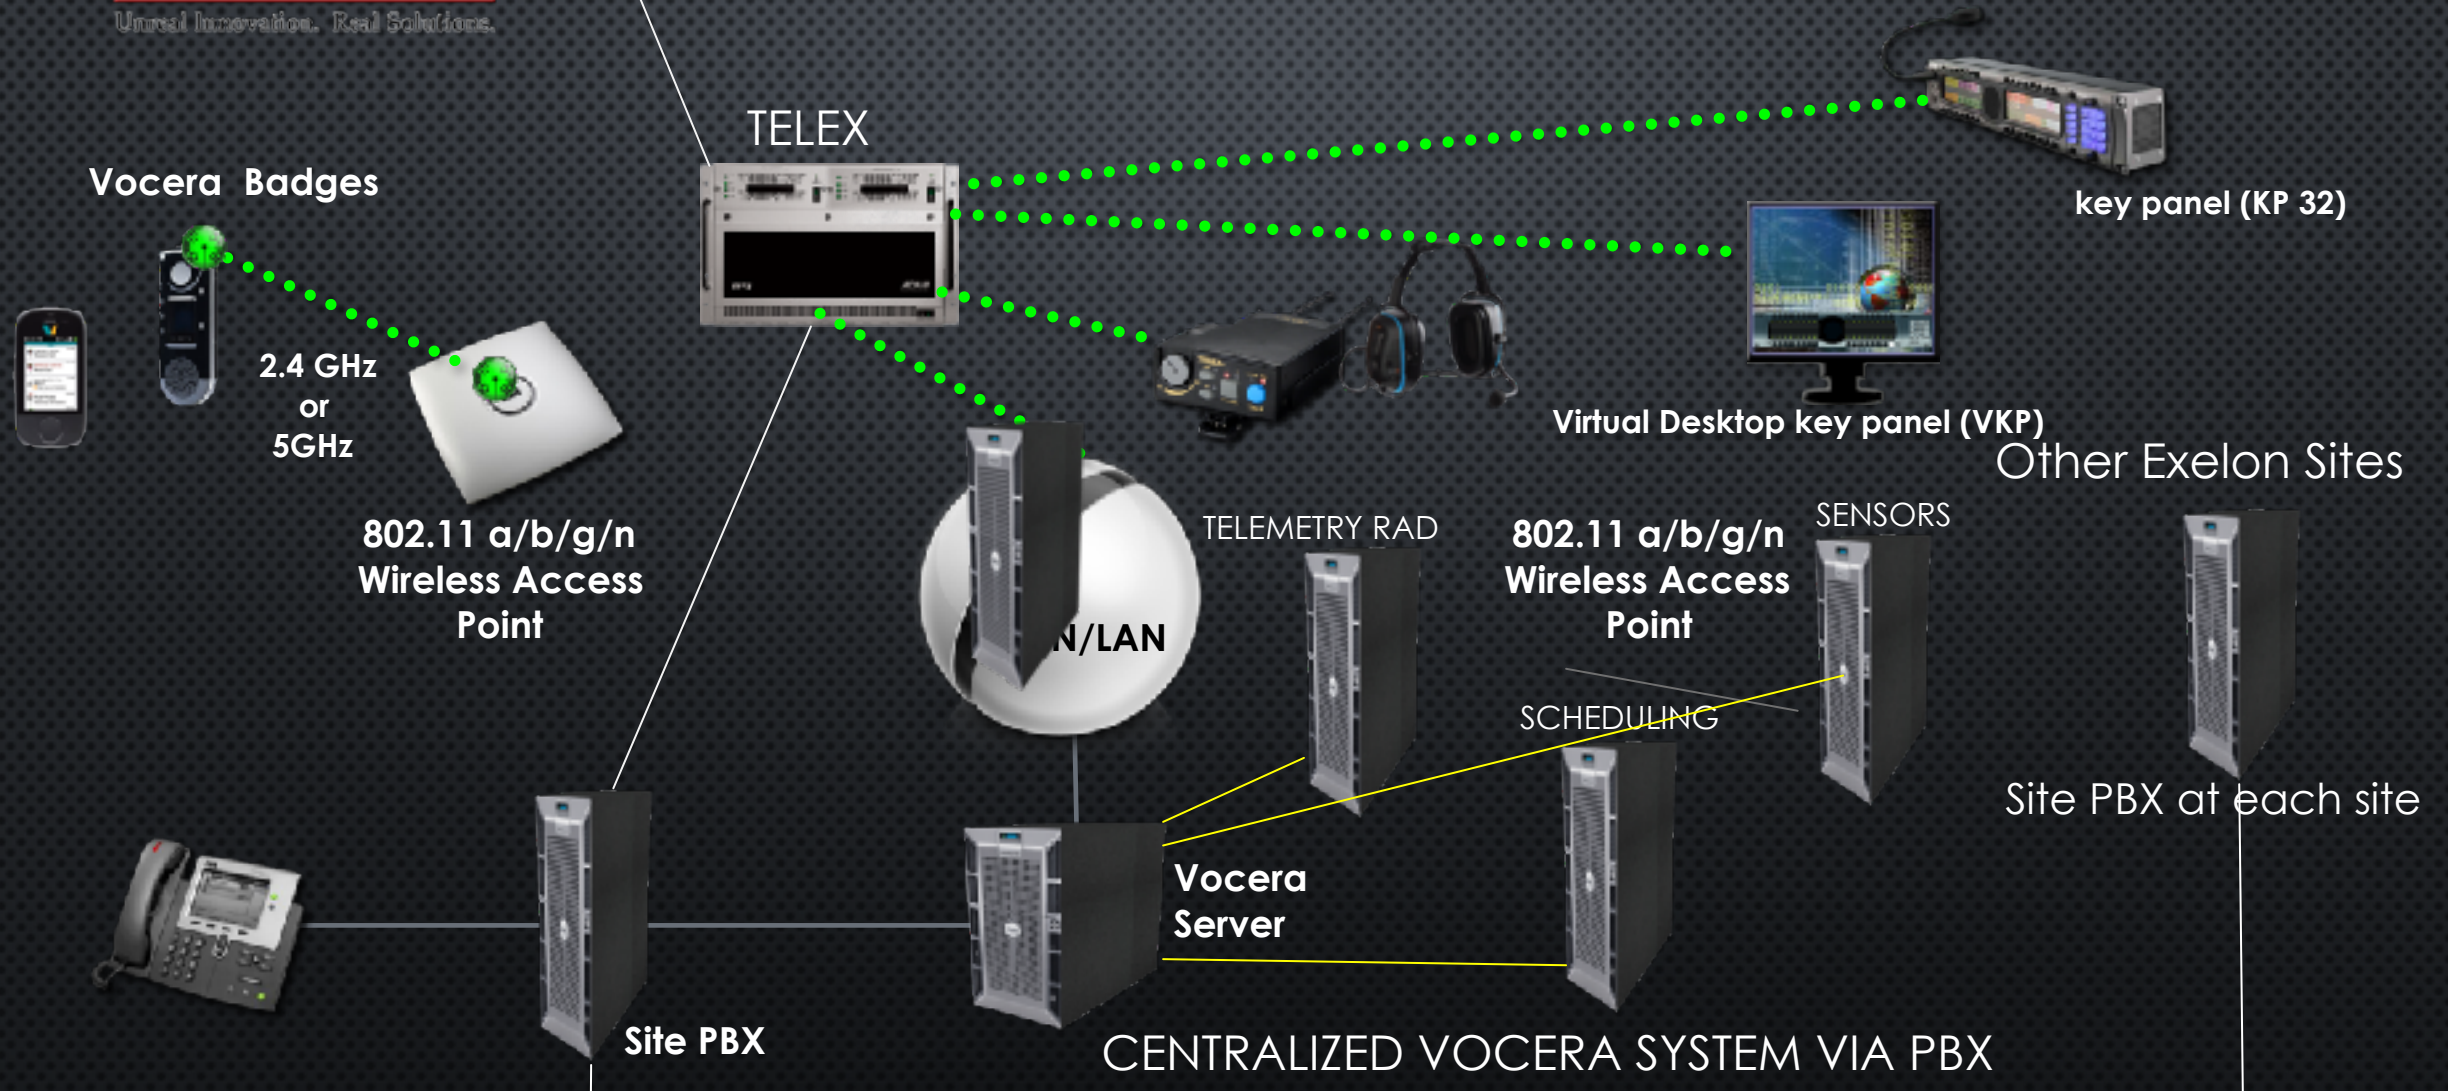 Unreal Innovation. Real Solutions.
TELEX
Vocera Badges
key panel (KP 32)
2.4 GHz
or
5GHz
Virtual Desktop key panel (VKP)
Other Exelon Sites
802.11 a/b/g/n
Wireless Access
Point
N/LAN
TELEMETRY RAD
802.11 a/b/g/n
Wireless Access
Point
SENSORS
SCHEDULING
Site PBX at each site
Vocera
Server
Site PBX
CENTRALIZED VOCERA SYSTEM VIA PBX